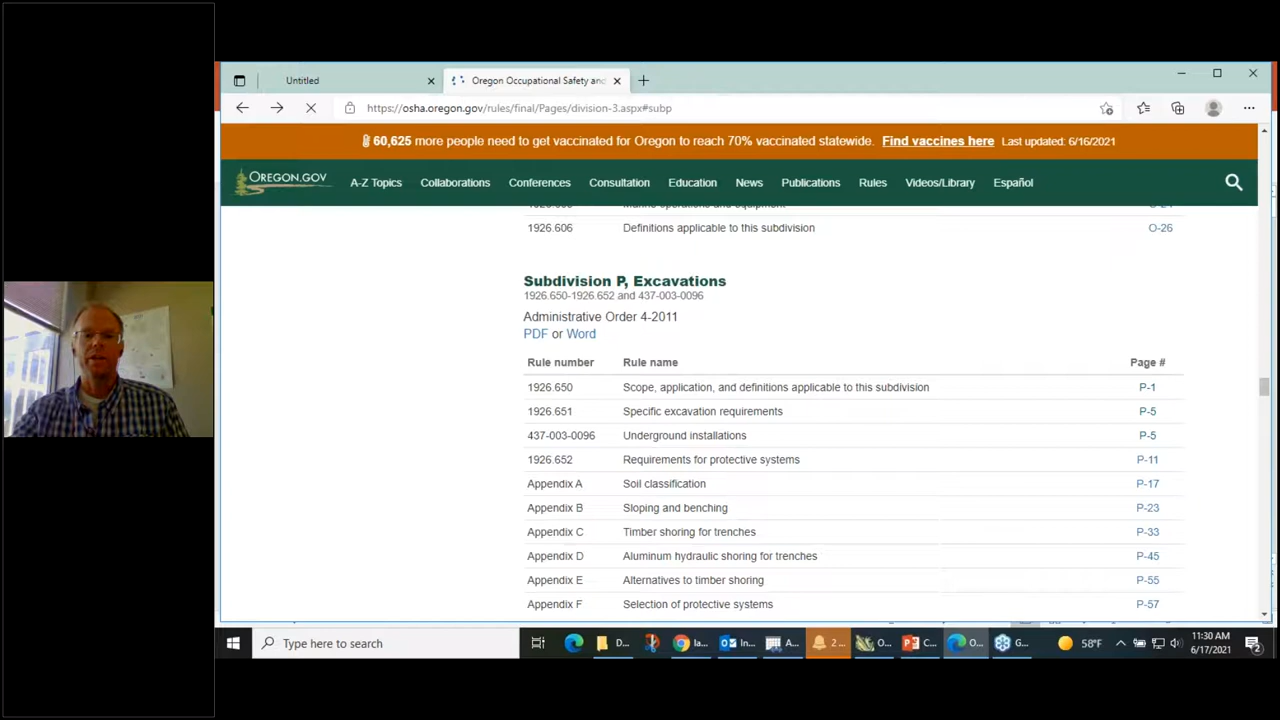 Untitled
Oregon Occupational Safety and
https://osha.oregon.gov/rules/final/Pages/division-3.aspx#subp
60,625 more people need to get vaccinated for Oregon to reach 70% vaccinated statewide. Find vaccines here Last updated: 6/16/2021
OREGON.GOV A-Z Topics Collaborations Conferences Consultation Education News Publications Rules Videos/Library Español
1926.606 Definitions applicable to this subdivision O-26
Subdivision P, Excavations
1926.650-1926.652 and 437-003-0096
Administrative Order 4-2011
PDF or Word
Rule number Rule name Page #
1926.650 Scope, application, and definitions applicable to this subdivision P-1
1926.651 Specific excavation requirements P-5
437-003-0096 Underground installations P-5
1926.652 Requirements for protective systems P-11
Appendix A Soil classification P-17
Appendix B Sloping and benching P-23
Appendix C Timber shoring for trenches P-33
Appendix D Aluminum hydraulic shoring for trenches P-45
Appendix E Alternatives to timber shoring P-55
Appendix F Selection of protective systems P-57
Type here to search D... Ia... In... A... 2... O... C... O... G... 58°F 11:30 AM
6/17/2021 2